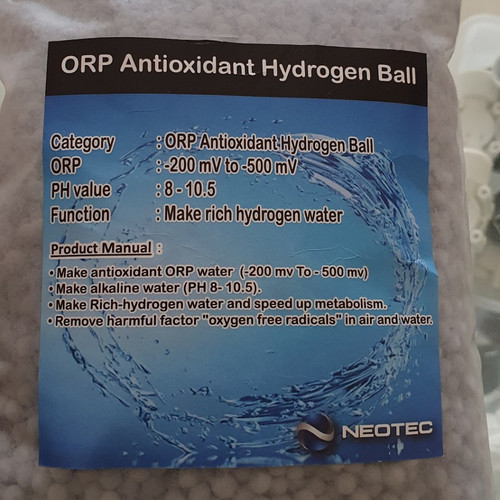 ORP Antioxidant Hydrogen Ball
Category : ORP Antioxidant Hydrogen Ball
ORP : -200 mV to -500 mV
PH value : 8 - 10.5
Function : Make rich hydrogen water
Product Manual :
• Make antioxidant ORP water (-200 mv To - 500 mv)
• Make alkaline water (PH 8- 10.5).
• Make Rich-hydrogen water and speed up metabolism.
• Remove harmful factor "oxygen free radicals" in air and water.
NEOTEC